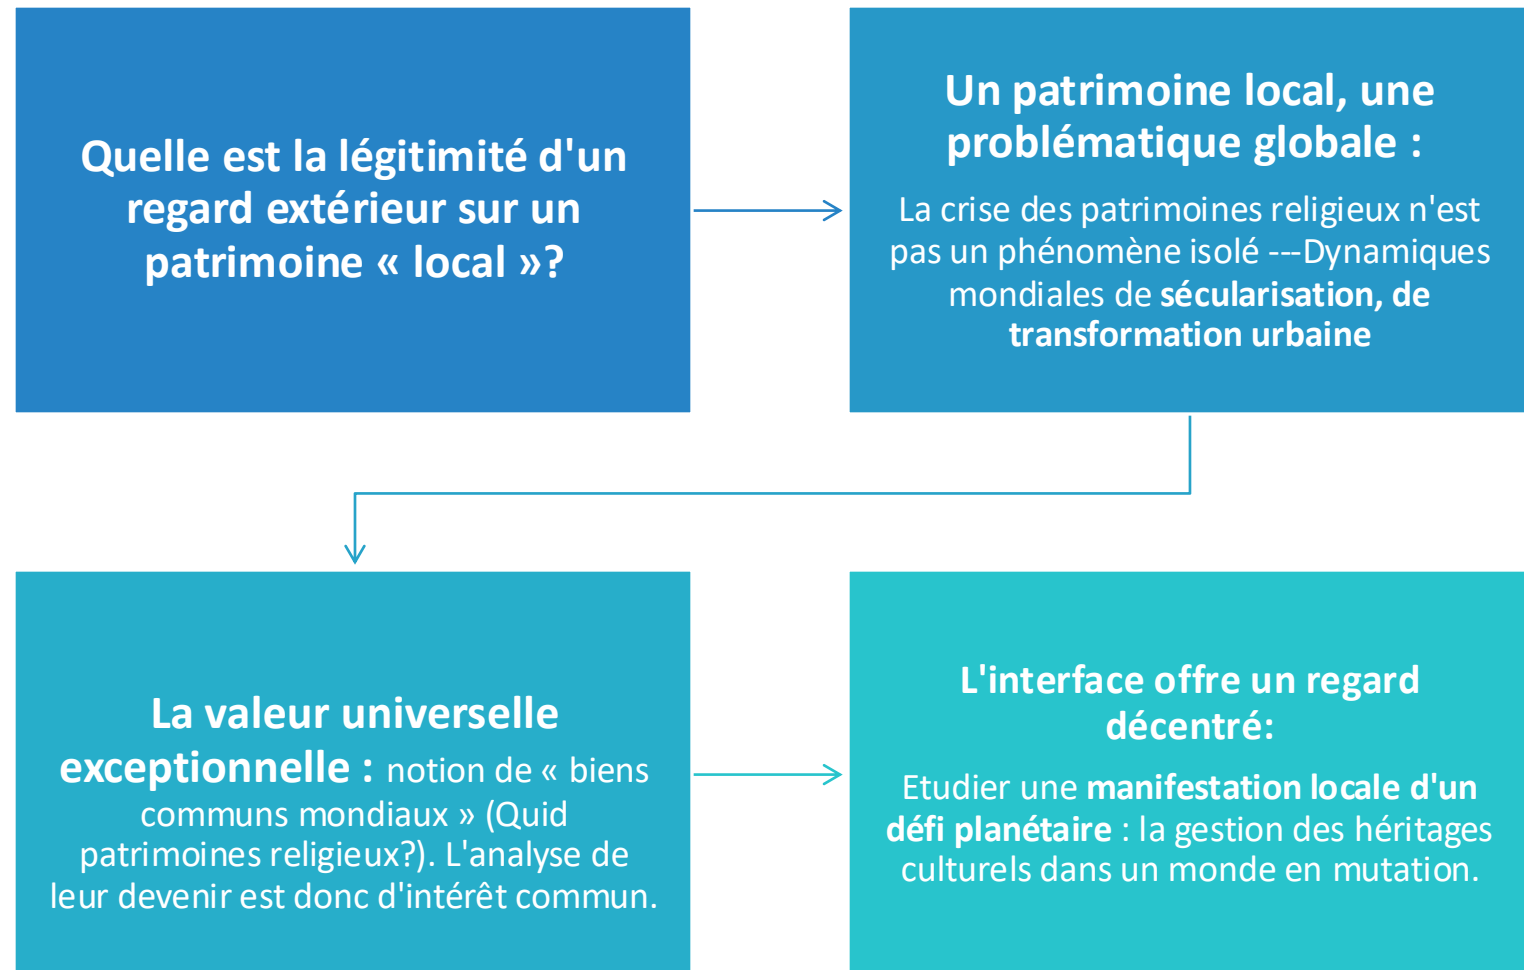 Quelle est la légitimité d'un
regard extérieur sur un
patrimoine « local »?
Un patrimoine local, une
problématique globale :
La crise des patrimoines religieux n'est
pas un phénomène isolé ---Dynamiques
mondiales de sécularisation, de
transformation urbaine
La valeur universelle
exceptionnelle : notion de « biens
communs mondiaux » (Quid
patrimoines religieux?). L'analyse de
leur devenir est donc d'intérêt commun.
L'interface offre un regard
décentré:
Etudier une manifestation locale d'un
défi planétaire : la gestion des héritages
culturels dans un monde en mutation.